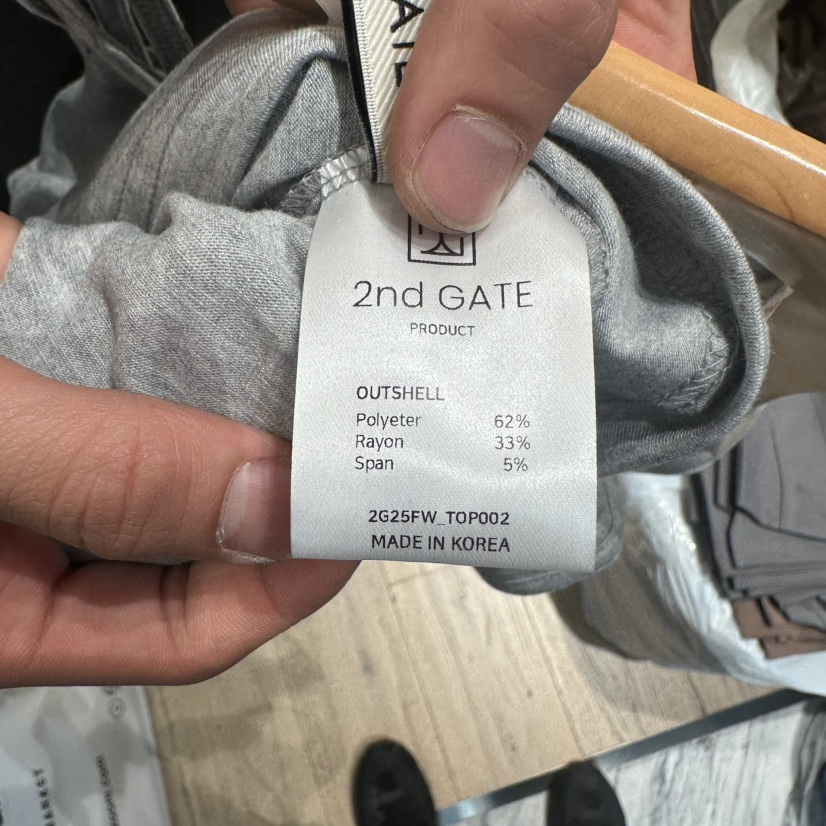 2nd GATE
PRODUCT
OUTSHELL
Polyeter 62%
Rayon 33%
Span 5%
2G25FW_TOP002
MADE IN KOREA